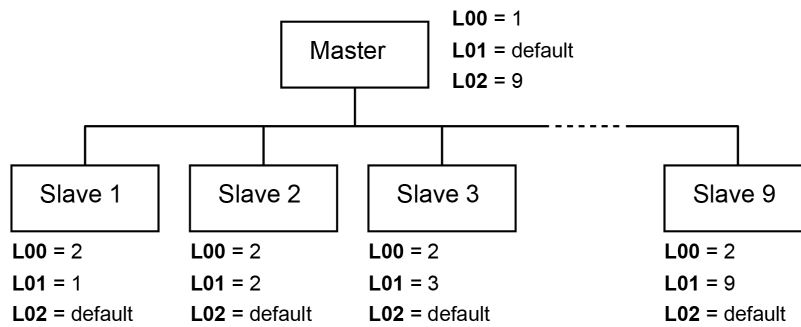 Master
L00 = 1
L01 = default
L02 = 9
Slave 1
L00 = 2
L01 = 1
L02 = default
Slave 2
L00 = 2
L01 = 2
L02 = default
Slave 3
L00 = 2
L01 = 3
L02 = default
Slave 9
L00 = 2
L01 = 9
L02 = default